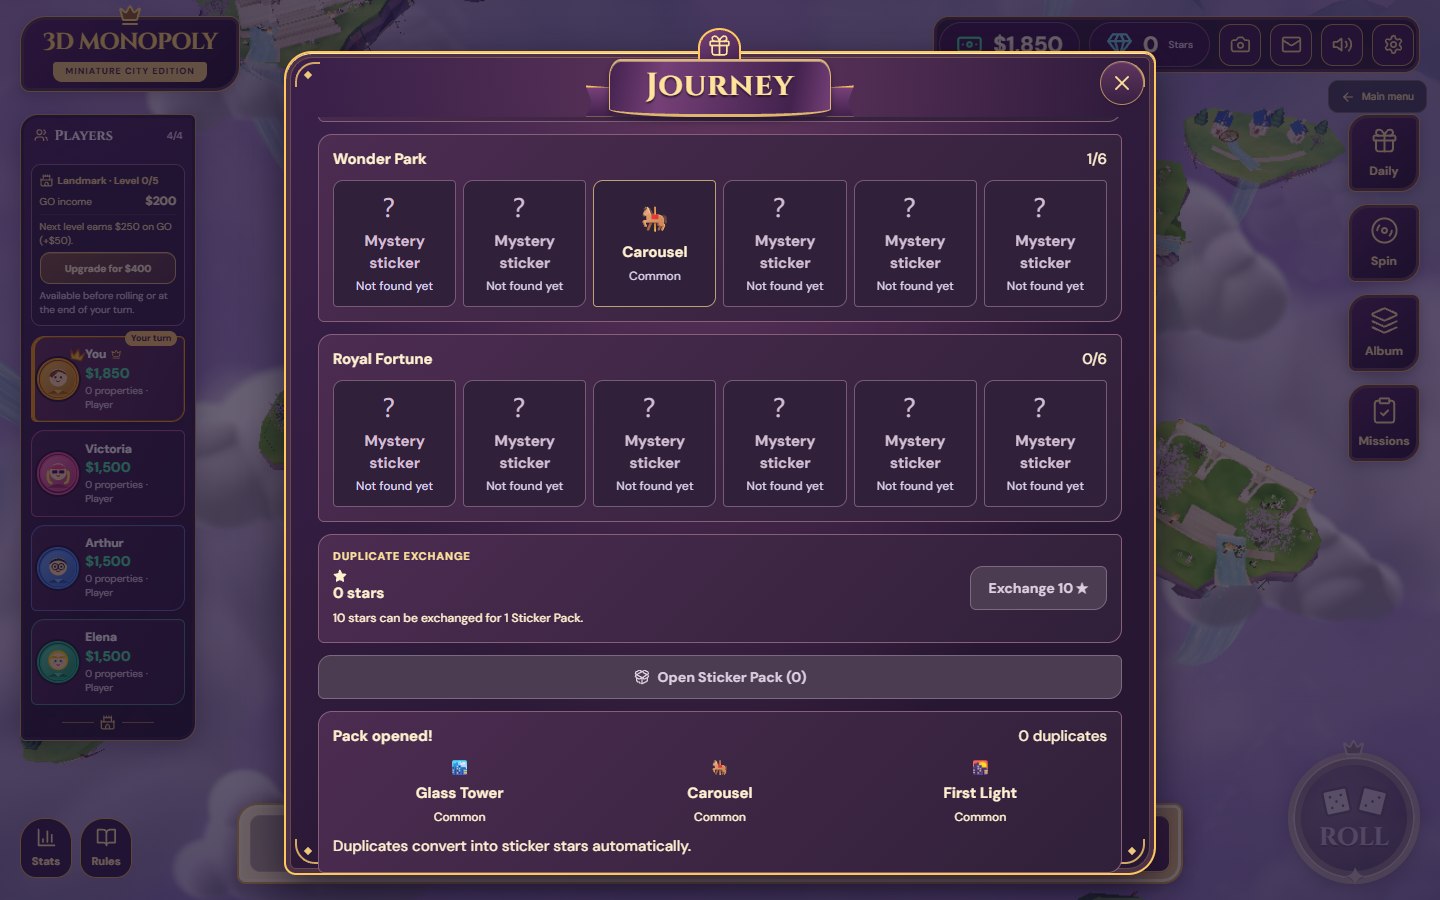 3D MONOPOLY
MINIATURE CITY EDITION
$1,850
0 Stars
Main menu
PLAYERS 4/4
Landmark · Level 0/5
GO income $200
Next level earns $250 on GO
(+$50).
Upgrade for $400
Available before rolling or at
the end of your turn.
Your turn
You
$1,850
0 properties ·
Player
Victoria
$1,500
0 properties ·
Player
Arthur
$1,500
0 properties ·
Player
Elena
$1,500
0 properties ·
Player
Stats
Rules
JOURNEY
Wonder Park 1/6
? ? ? ? ?
Mystery Mystery Carousel Mystery Mystery Mystery
sticker sticker Common sticker sticker sticker
Not found yet Not found yet Not found yet Not found yet Not found yet
Royal Fortune 0/6
? ? ? ? ? ?
Mystery Mystery Mystery Mystery Mystery Mystery
sticker sticker sticker sticker sticker sticker
Not found yet Not found yet Not found yet Not found yet Not found yet Not found yet
DUPLICATE EXCHANGE
★
0 stars
10 stars can be exchanged for 1 Sticker Pack.
Exchange 10 ★
Open Sticker Pack (0)
Pack opened! 0 duplicates
Glass Tower Carousel First Light
Common Common Common
Duplicates convert into sticker stars automatically.
Daily
Spin
Album
Missions
ROLL